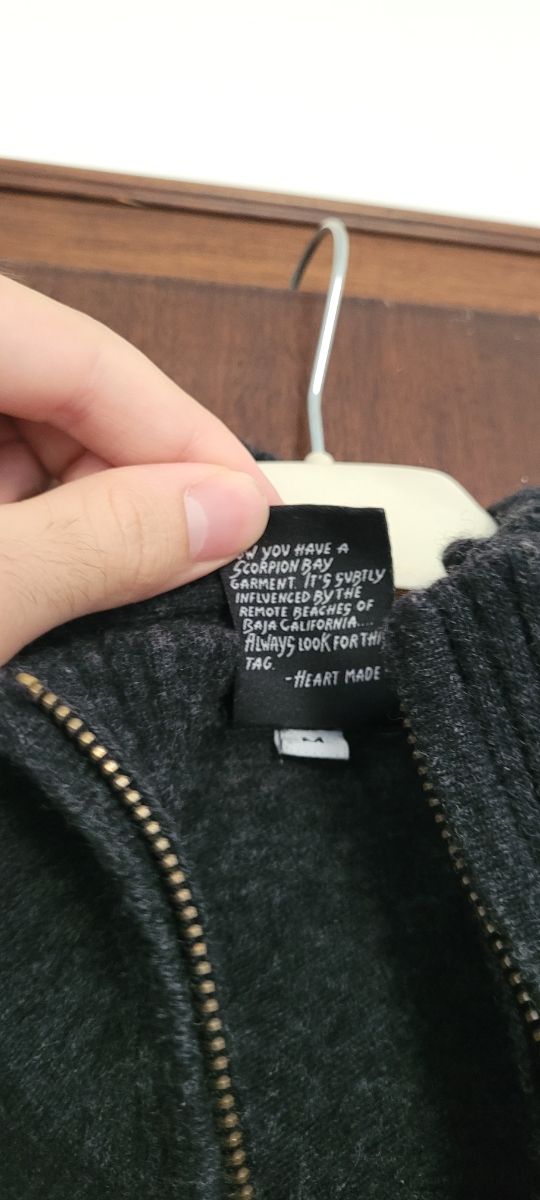 YOU HAVE A
SCORPION BAY
GARMENT IT'S SUBTLY
INFLUENCED BY THE
REMOTE BEACHES OF
BAJA CALIFORNIA....
ALWAYS LOOK FOR
TAG.
-HEART MADE